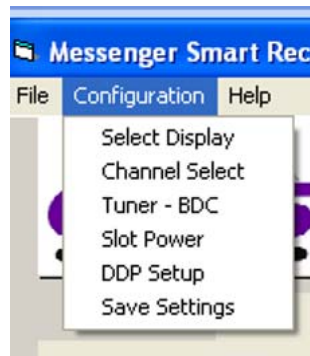 Messenger Smart Rec
File Configuration Help
Select Display
Channel Select
Tuner - BDC
Slot Power
DDP Setup
Save Settings